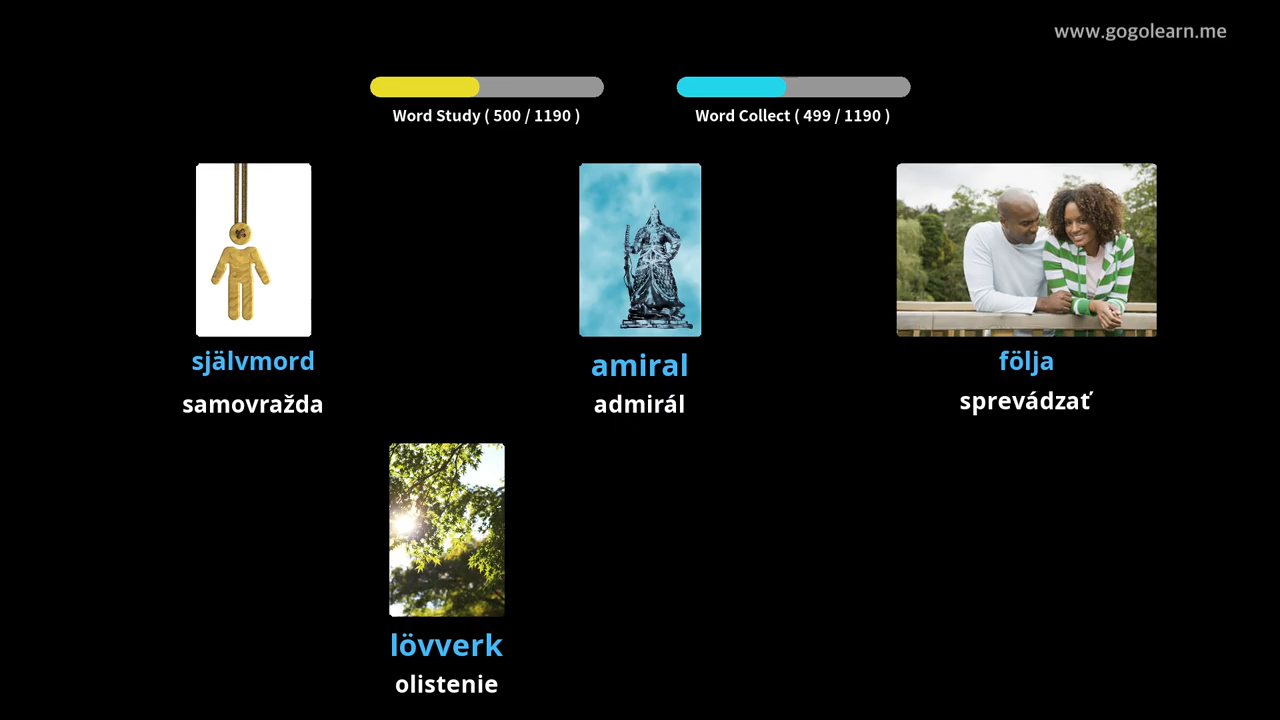 www.gogolearn.me
Word Study ( 500 / 1190 )
Word Collect ( 499 / 1190 )
självmord
amiral
följa
samovražda
admirál
sprevádzať
lövverk
olistenie